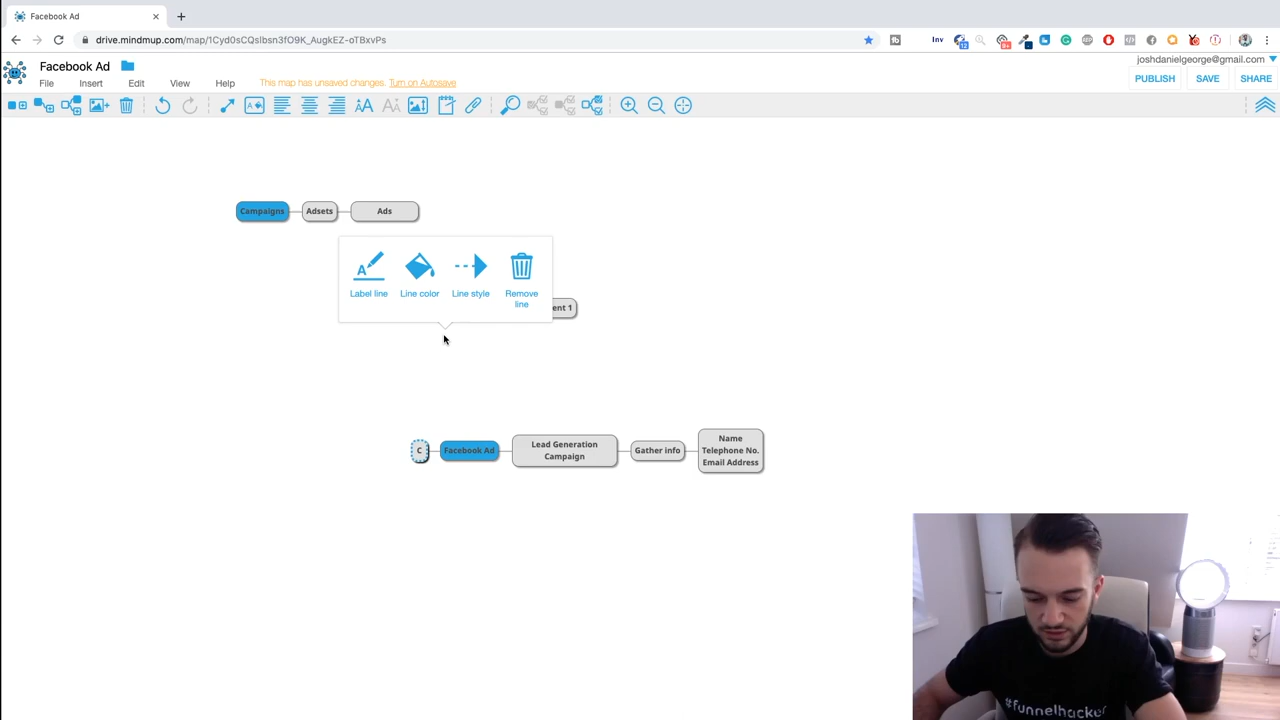 Facebook Ad
drive.mindmup.com/map/1Cyd0sCQslbsn3fO9K_AugkEZ-oTBxvPs
Inv
Facebook Ad
joshdanielgeorge@gmail.com
File Insert Edit View Help
This map has unsaved changes. Turn on Autosave
PUBLISH SAVE SHARE
Campaigns
Adsets
Ads
Label line
Line color
Line style
Remove
line
ent 1
C
Facebook Ad
Lead Generation
Campaign
Gather info
Name
Telephone No.
Email Address
#funnelhacker